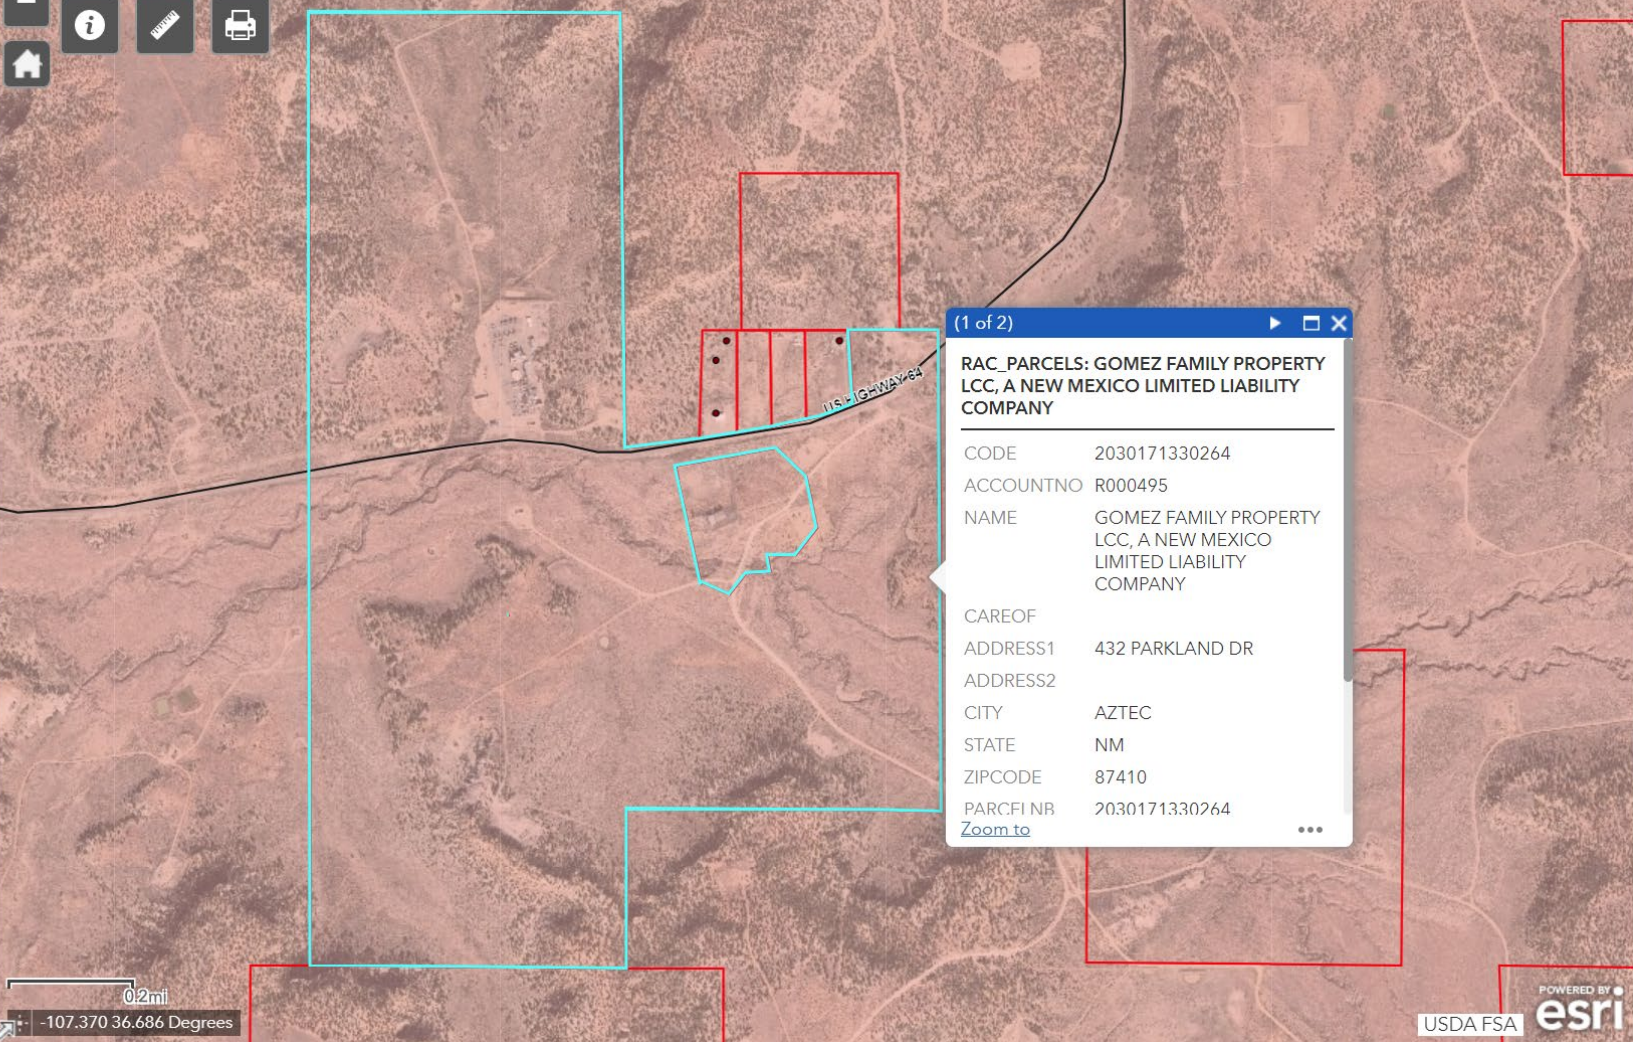 (1 of 2)
RAC_PARCELS: GOMEZ FAMILY PROPERTY
LCC, A NEW MEXICO LIMITED LIABILITY
COMPANY
CODE 2030171330264
ACCOUNTNO R000495
NAME GOMEZ FAMILY PROPERTY
LCC, A NEW MEXICO
LIMITED LIABILITY
COMPANY
CAREOF
ADDRESS1 432 PARKLAND DR
ADDRESS2
CITY AZTEC
STATE NM
ZIPCODE 87410
PARCELNB 2030171330264
Zoom to
US HIGHWAY 64
0.2mi
-107.370 36.686 Degrees
USDA FSA
POWERED BY
esri